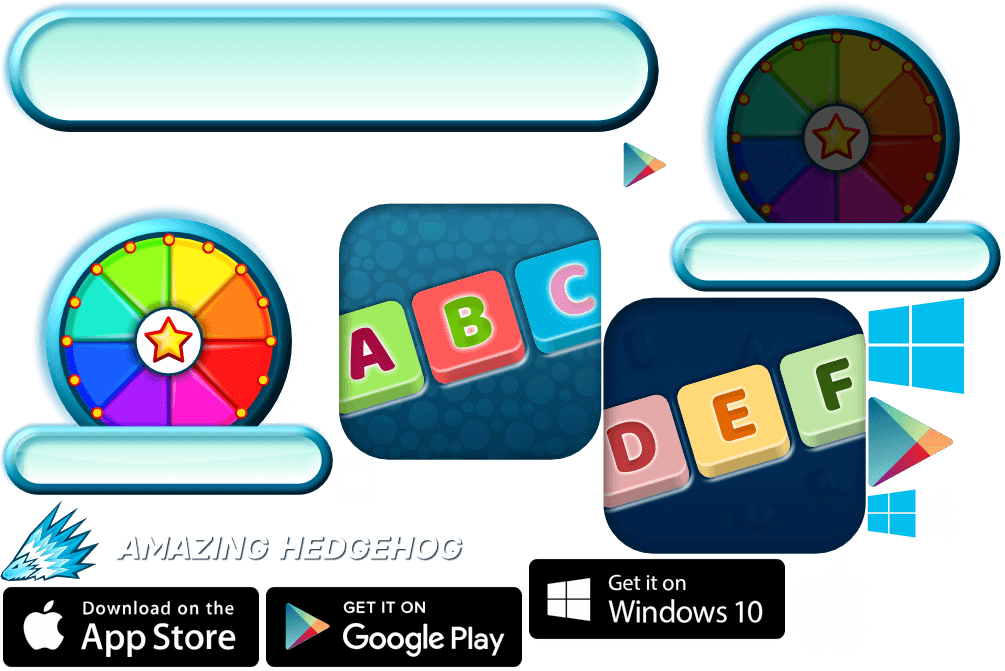 A B C
D E F
AMAZING HEDGEHOG
Download on the
App Store
GET IT ON
Google Play
Get it on
Windows 10